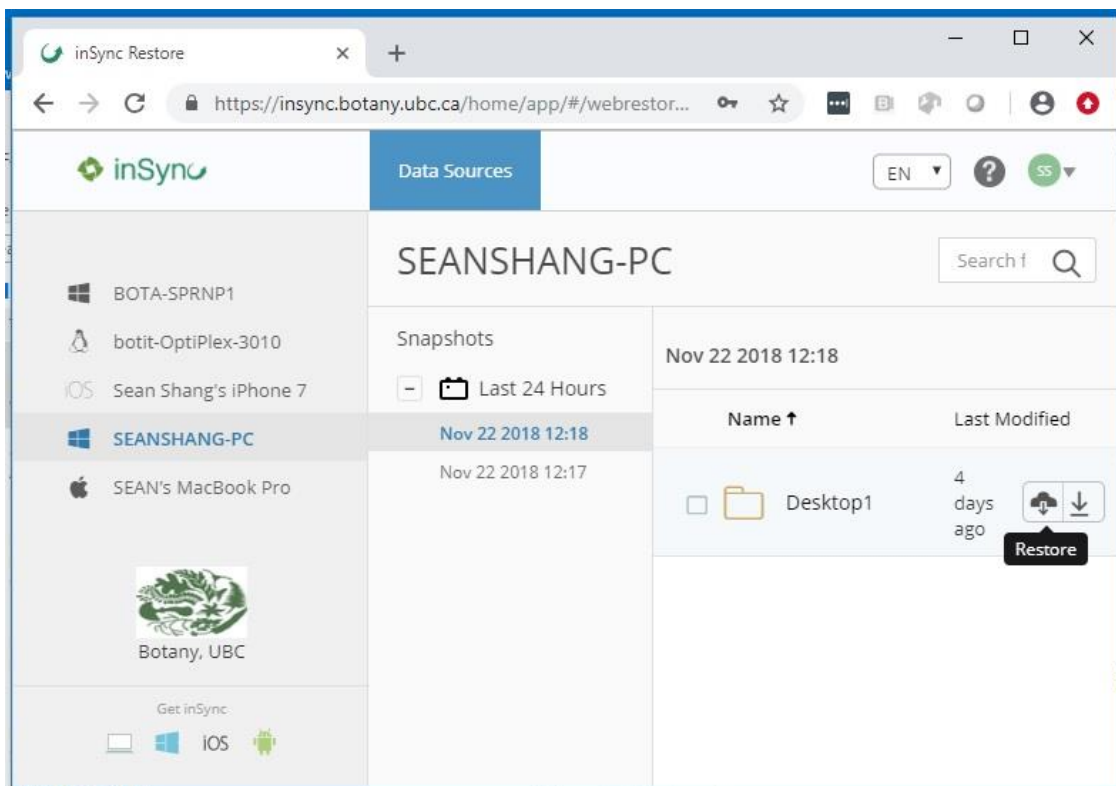 inSync Restore
https://insync.botany.ubc.ca/home/app/#/webrestor...
inSync
Data Sources
EN
?
SS
SEANSHANG-PC
Search f
BOTA-SPRNP1
botit-OptiPlex-3010
iOS Sean Shang's iPhone 7
SEANSHANG-PC
SEAN's MacBook Pro
Botany, UBC
Get inSync
iOS
Snapshots
Last 24 Hours
Nov 22 2018 12:18
Nov 22 2018 12:17
Nov 22 2018 12:18
Name Last Modified
Desktop1
4
days
ago
Restore